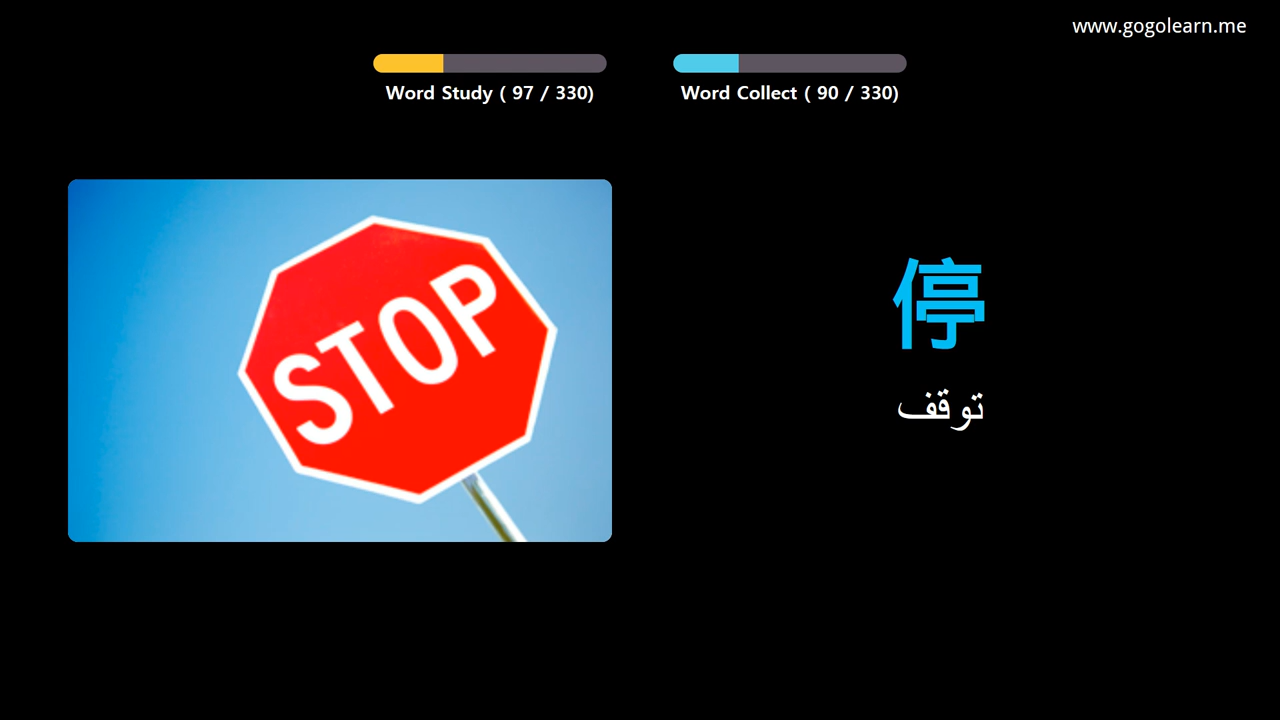 www.gogolearn.me
Word Study ( 97 / 330)
Word Collect ( 90 / 330)
STOP
停
توقف